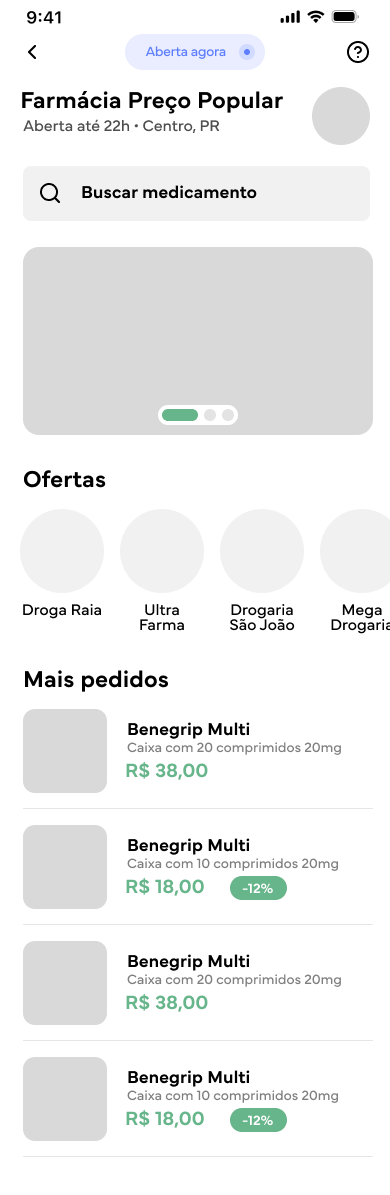 9:41
Aberta agora
Farmácia Preço Popular
Aberta até 22h • Centro, PR
Buscar medicamento
Ofertas
Droga Raia
Ultra
Farma
Drogaria
São João
Mega
Drogaria
Mais pedidos
Benegrip Multi
Caixa com 20 comprimidos 20mg
R$ 38,00
Benegrip Multi
Caixa com 10 comprimidos 20mg
R$ 18,00 -12%
Benegrip Multi
Caixa com 20 comprimidos 20mg
R$ 38,00
Benegrip Multi
Caixa com 10 comprimidos 20mg
R$ 18,00 -12%